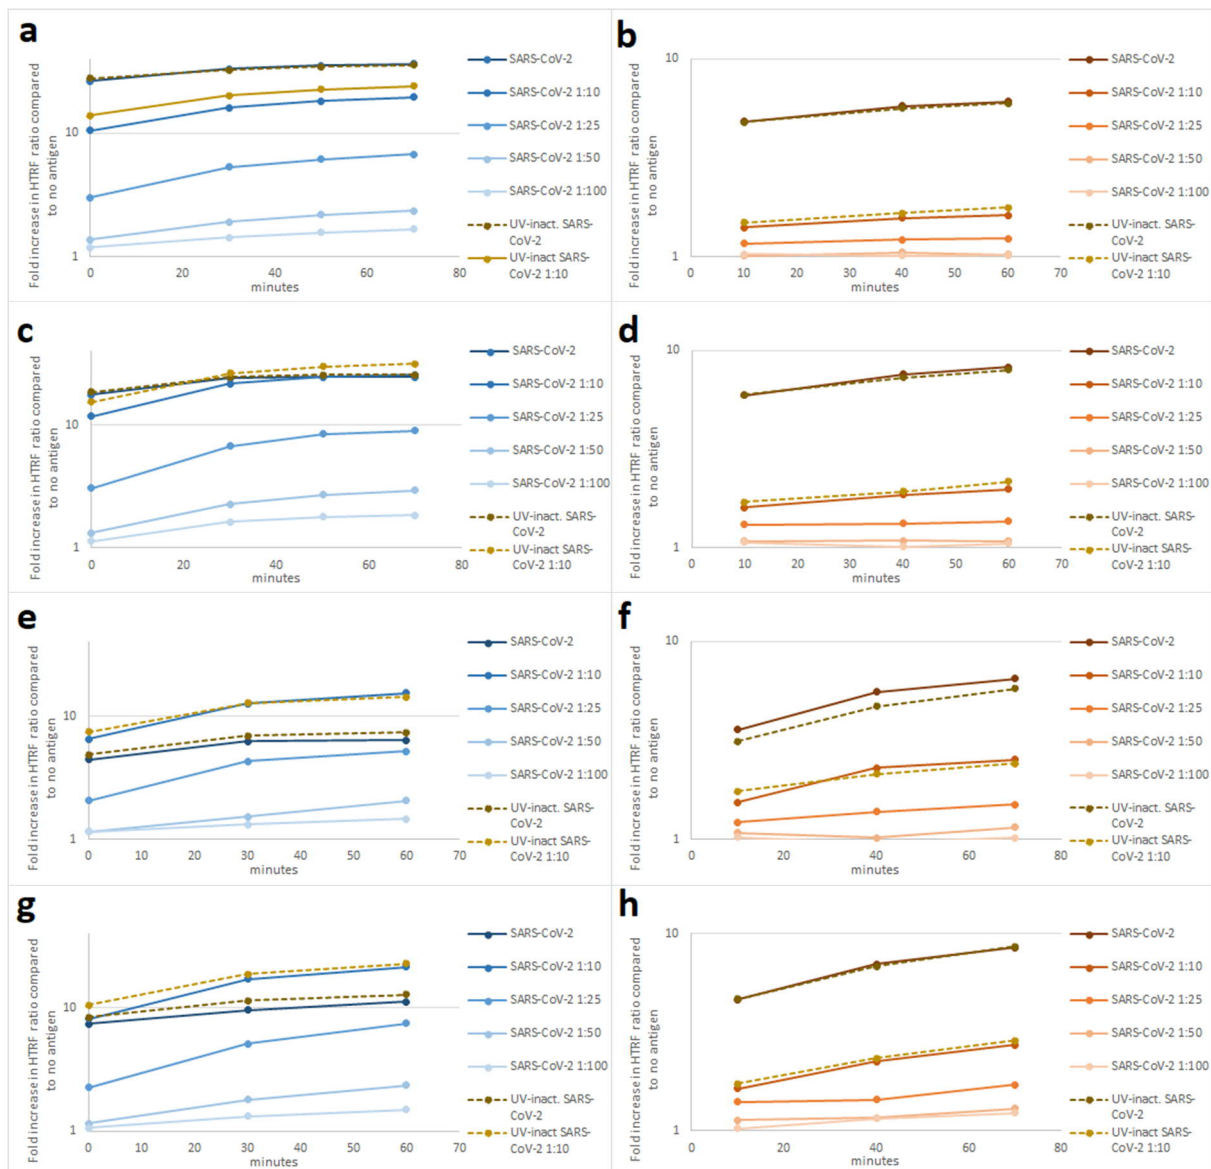 a
Fold increase in HTRF ratio compared
to no antigen
10
1
0 20 40 60 80
minutes
SARS-CoV-2
SARS-CoV-2 1:10
SARS-CoV-2 1:25
SARS-CoV-2 1:50
SARS-CoV-2 1:100
UV-inact. SARS-
CoV-2
UV-inact SARS-
CoV-2 1:10
b
Fold increase in HTRF ratio compared
to no antigen
10
1
0 10 20 30 40 50 60 70
minutes
SARS-CoV-2
SARS-CoV-2 1:10
SARS-CoV-2 1:25
SARS-CoV-2 1:50
SARS-CoV-2 1:100
UV-inact. SARS-
CoV-2
UV-inact SARS-
CoV-2 1:10
c
Fold increase in HTRF ratio compared
to no antigen
10
1
0 20 40 60 80
minutes
SARS-CoV-2
SARS-CoV-2 1:10
SARS-CoV-2 1:25
SARS-CoV-2 1:50
SARS-CoV-2 1:100
UV-inact. SARS-
CoV-2
UV-inact SARS-
CoV-2 1:10
d
Fold increase in HTRF ratio compared
to no antigen
10
1
0 10 20 30 40 50 60 70
minutes
SARS-CoV-2
SARS-CoV-2 1:10
SARS-CoV-2 1:25
SARS-CoV-2 1:50
SARS-CoV-2 1:100
UV-inact. SARS-
CoV-2
UV-inact SARS-
CoV-2 1:10
e
Fold increase in HTRF ratio compared
to no antigen
10
1
0 10 20 30 40 50 60 70
minutes
SARS-CoV-2
SARS-CoV-2 1:10
SARS-CoV-2 1:25
SARS-CoV-2 1:50
SARS-CoV-2 1:100
UV-inact. SARS-
CoV-2
UV-inact SARS-
CoV-2 1:10
f
Fold increase in HTRF ratio compared
to no antigen
10
1
0 20 40 60 80
minutes
SARS-CoV-2
SARS-CoV-2 1:10
SARS-CoV-2 1:25
SARS-CoV-2 1:50
SARS-CoV-2 1:100
UV-inact. SARS-
CoV-2
UV-inact SARS-
CoV-2 1:10
g
Fold increase in HTRF ratio compared
to no antigen
10
1
0 10 20 30 40 50 60 70
minutes
SARS-CoV-2
SARS-CoV-2 1:10
SARS-CoV-2 1:25
SARS-CoV-2 1:50
SARS-CoV-2 1:100
UV-inact. SARS-
CoV-2
UV-inact SARS-
CoV-2 1:10
h
Fold increase in HTRF ratio compared
to no antigen
10
1
0 20 40 60 80
minutes
SARS-CoV-2
SARS-CoV-2 1:10
SARS-CoV-2 1:25
SARS-CoV-2 1:50
SARS-CoV-2 1:100
UV-inact. SARS-
CoV-2
UV-inact SARS-
CoV-2 1:10